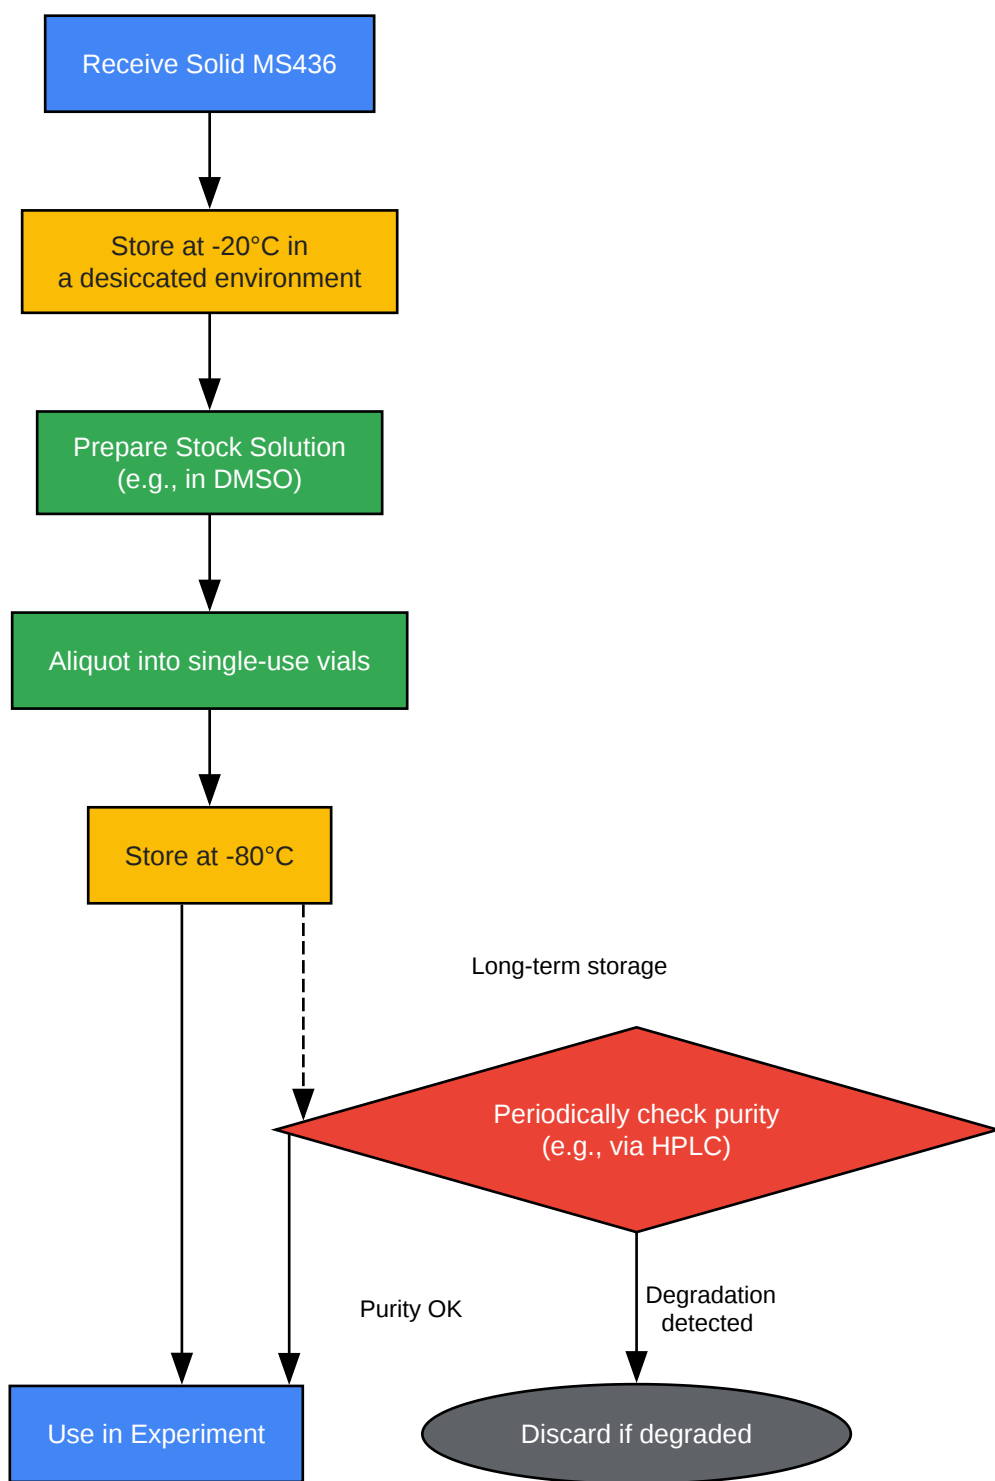 Receive Solid MS436
Store at -20°C in
a desiccated environment
Prepare Stock Solution
(e.g., in DMSO)
Aliquot into single-use vials
Store at -80°C
Long-term storage
Periodically check purity
(e.g., via HPLC)
Purity OK
Degradation
detected
Use in Experiment
Discard if degraded